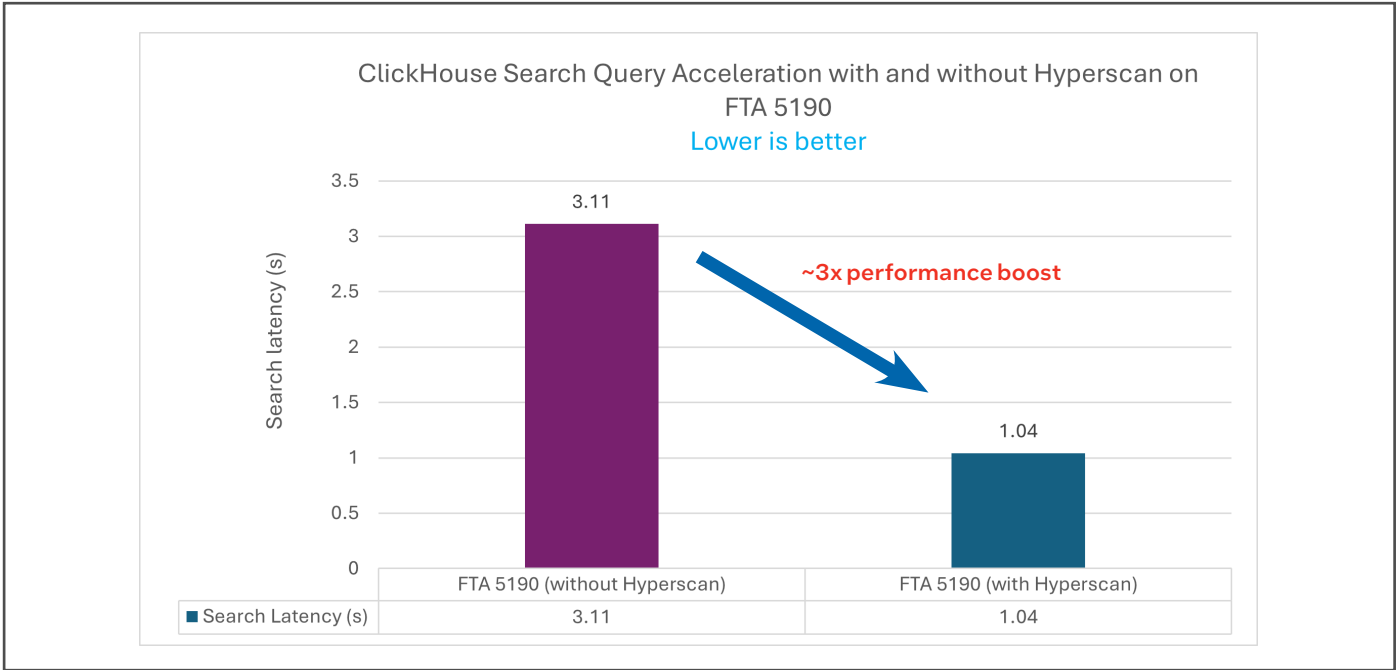 ClickHouse Search Query Acceleration with and without Hyperscan on
FTA 5190
Lower is better
Search latency (s)
3.5
3
2.5
2
1.5
1
0.5
0
3.11
~3x performance boost
1.04
FTA 5190 (without Hyperscan) FTA 5190 (with Hyperscan)
Search Latency (s) 3.11 1.04